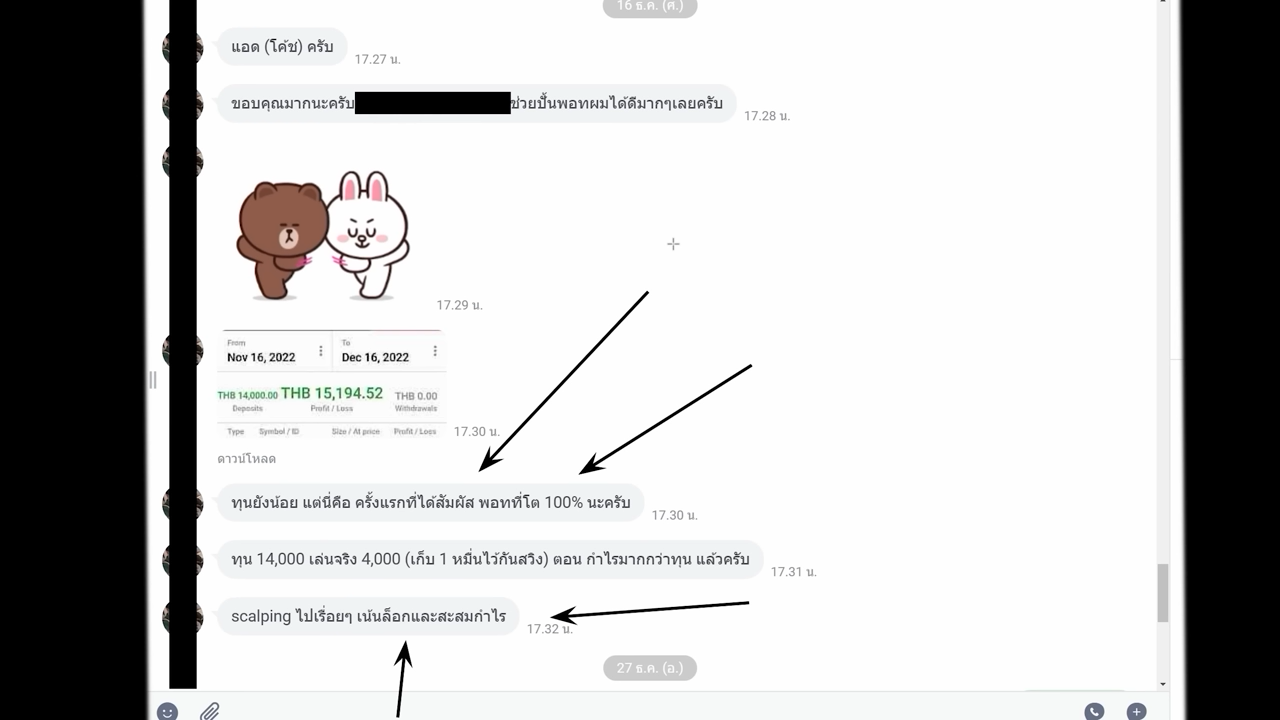 16 ธ.ค. (ศ.)
แอด (โค้ช) ครับ
17.27 น.
ขอบคุณมากนะครับ
ช่วยปั้นพอทผมได้ดีมากๆเลยครับ
17.28 น.
17.29 น.
From
To
Nov 16, 2022
Dec 16, 2022
THB 14,000.00 THB 15,194.52 THB 0.00
Deposits Profit / Loss Withdrawals
Type Symbol / ID Size / At price Profit / Loss
17.30 น.
ดาวน์โหลด
ทุนยังน้อย แต่นี่คือ ครั้งแรกที่ได้สัมผัส พอทที่โต 100% นะครับ
17.30 น.
ทุน 14,000 เล่นจริง 4,000 (เก็บ 1 หมื่นไว้กันสวิง) ตอน กำไรมากกว่าทุน แล้วครับ
17.31 น.
scalping ไปเรื่อยๆ เน้นล็อกและสะสมกำไร
17.32 น.
27 ธ.ค. (อ.)